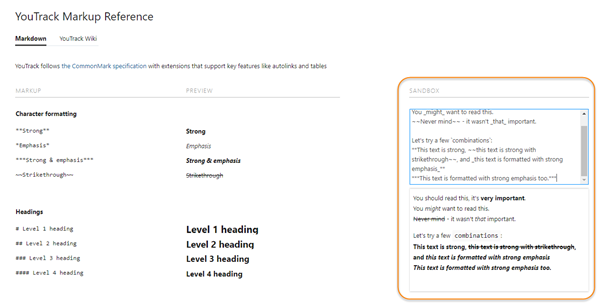 YouTrack Markup Reference
Markdown YouTrack Wiki
YouTrack follows the CommonMark specification with extensions that support key features like autolinks and tables
MARKUP PREVIEW
Character formatting
**Strong** Strong
*Emphasis* Emphasis
***Strong & emphasis*** Strong & emphasis
~~Strikethrough~~ Strikethrough
Headings
# Level 1 heading Level 1 heading
## Level 2 heading Level 2 heading
### Level 3 heading Level 3 heading
#### Level 4 heading Level 4 heading
SANDBOX
You _might_ want to read this.
~~Never mind~~ - it wasn't _that_ important.
Let's try a few `combinations`:
**This text is strong, ~~this text is strong with
strikethrough~~, and _this text is formatted with strong
emphasis_**
***This text is formatted with strong emphasis too.***
You should read this, it's very important.
You might want to read this.
Never mind - it wasn't that important.
Let's try a few combinations:
This text is strong, this text is strong with strikethrough,
and this text is formatted with strong emphasis
This text is formatted with strong emphasis too.